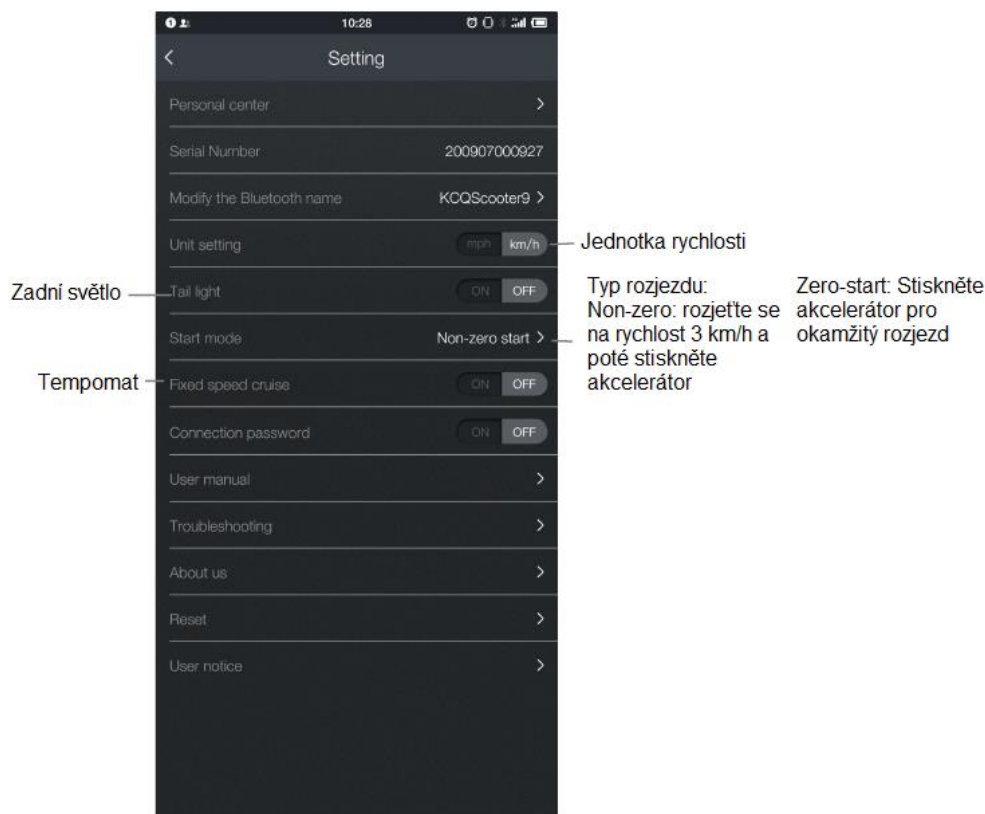 10:28
Setting
Personal center
Serial Number 200907000927
Modify the Bluetooth name KCQScooter9
Unit setting mph km/h
Jednotka rychlosti
Zadní světlo
Tail light ON OFF
Start mode Non-zero start
Typ rozjezdu:
Non-zero: rozjeťte se
na rychlost 3 km/h a
poté stiskněte
akcelerátor
Zero-start: Stiskněte
akcelerátor pro
okamžitý rozjezd
Tempomat
Fixed speed cruise ON OFF
Connection password ON OFF
User manual
Troubleshooting
About us
Reset
User notice